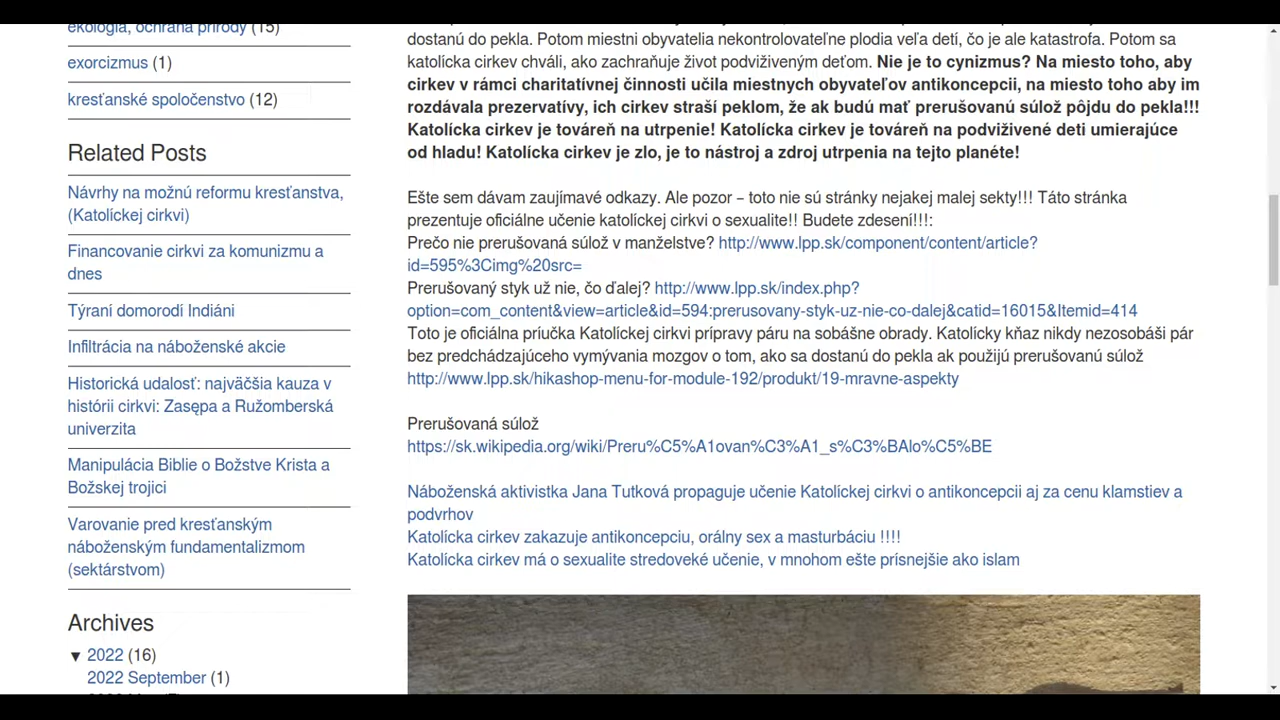 ekológia, ochrana prírody (15)
exorcizmus (1)
kresťanské spoločenstvo (12)
Related Posts
Návrhy na možnú reformu kresťanstva,
(Katolíckej cirkvi)
Financovanie cirkvi za komunizmu a
dnes
Týraní domorodí Indiáni
Infiltrácia na náboženské akcie
Historická udalosť: najväčšia kauza v
histórii cirkvi: Zasępa a Ružomberská
univerzita
Manipulácia Biblie o Božstve Krista a
Božskej trojici
Varovanie pred kresťanským
náboženským fundamentalizmom
(sektárstvom)
Archives
▼ 2022 (16)
2022 September (1)
dostanú do pekla. Potom miestni obyvatelia nekontrolovateľne plodia veľa detí, čo je ale katastrofa. Potom sa
katolícka cirkev chváli, ako zachraňuje život podviživeným deťom. Nie je to cynizmus? Na miesto toho, aby
cirkev v rámci charitatívnej činnosti učila miestnych obyvateľov antikoncepcii, na miesto toho aby im
rozdávala prezervatívy, ich cirkev straší peklom, že ak budú mať prerušovanú súlož pôjdu do pekla!!!
Katolícka cirkev je továreň na utrpenie! Katolícka cirkev je továreň na podviživené deti umierajúce
od hladu! Katolícka cirkev je zlo, je to nástroj a zdroj utrpenia na tejto planéte!
Ešte sem dávam zaujímavé odkazy. Ale pozor – toto nie sú stránky nejakej malej sekty!!! Táto stránka
prezentuje oficiálne učenie katolíckej cirkvi o sexualite!! Budete zdesení!!!:
Prečo nie prerušovaná súlož v manželstve? http://www.lpp.sk/component/content/article?
id=595%3Cimg%20src=
Prerušovaný styk už nie, čo ďalej? http://www.lpp.sk/index.php?
option=com_content&view=article&id=594:prerusovany-styk-uz-nie-co-dalej&catid=16015&Itemid=414
Toto je oficiálna príučka Katolíckej cirkvi prípravy páru na sobášne obrady. Katolícky kňaz nikdy nezosobáši pár
bez predchádzajúceho vymývania mozgov o tom, ako sa dostanú do pekla ak použijú prerušovanú súlož
http://www.lpp.sk/hikashop-menu-for-module-192/produkt/19-mravne-aspekty
Prerušovaná súlož
https://sk.wikipedia.org/wiki/Preru%C5%A1ovan%C3%A1_s%C3%BAlo%C5%BE
Náboženská aktivistka Jana Tutková propaguje učenie Katolíckej cirkvi o antikoncepcii aj za cenu klamstiev a
podvrhov
Katolícka cirkev zakazuje antikoncepciu, orálny sex a masturbáciu !!!!
Katolícka cirkev má o sexualite stredoveké učenie, v mnohom ešte prísnejšie ako islam